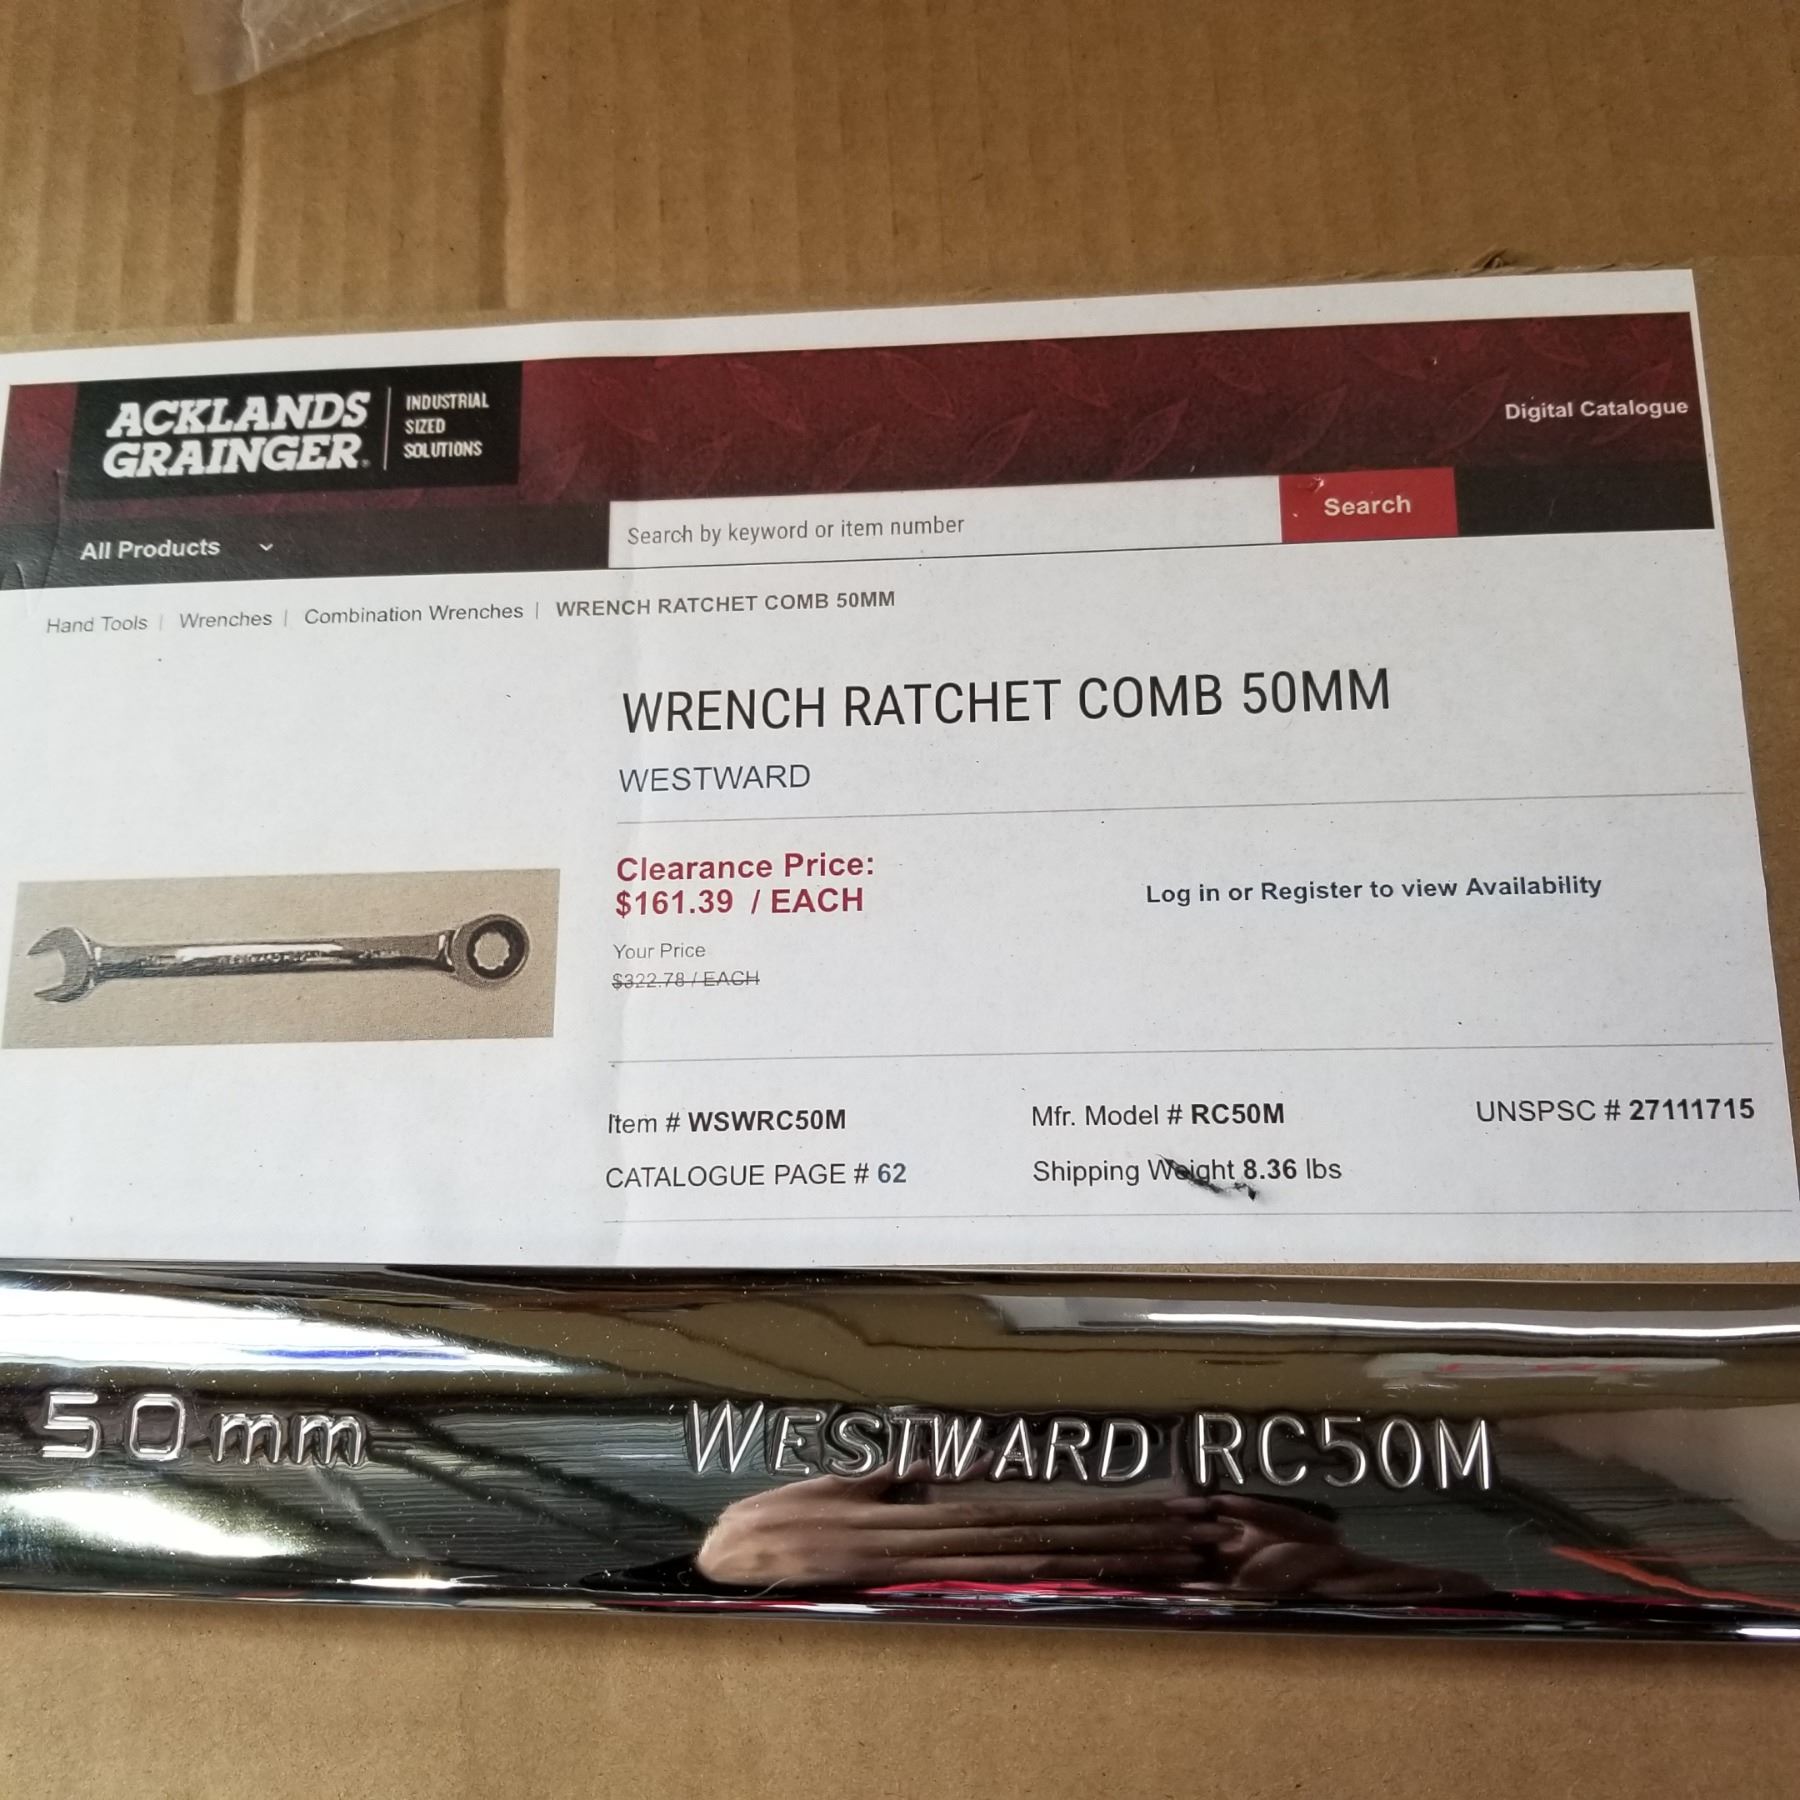 ACKLANDS
GRAINGER
INDUSTRIAL
SIZED
SOLUTIONS
Digital Catalogue
All Products
Search by keyword or item number
Search
Hand Tools | Wrenches | Combination Wrenches | WRENCH RATCHET COMB 50MM
WRENCH RATCHET COMB 50MM
WESTWARD
Clearance Price:
$161.39 / EACH
Log in or Register to view Availability
Your Price
$322.78 / EACH
Item # WSWRC50M
Mfr. Model # RC50M
UNSPSC # 27111715
CATALOGUE PAGE # 62
Shipping Weight 8.36 lbs
50mm
WESTWARD RC50M